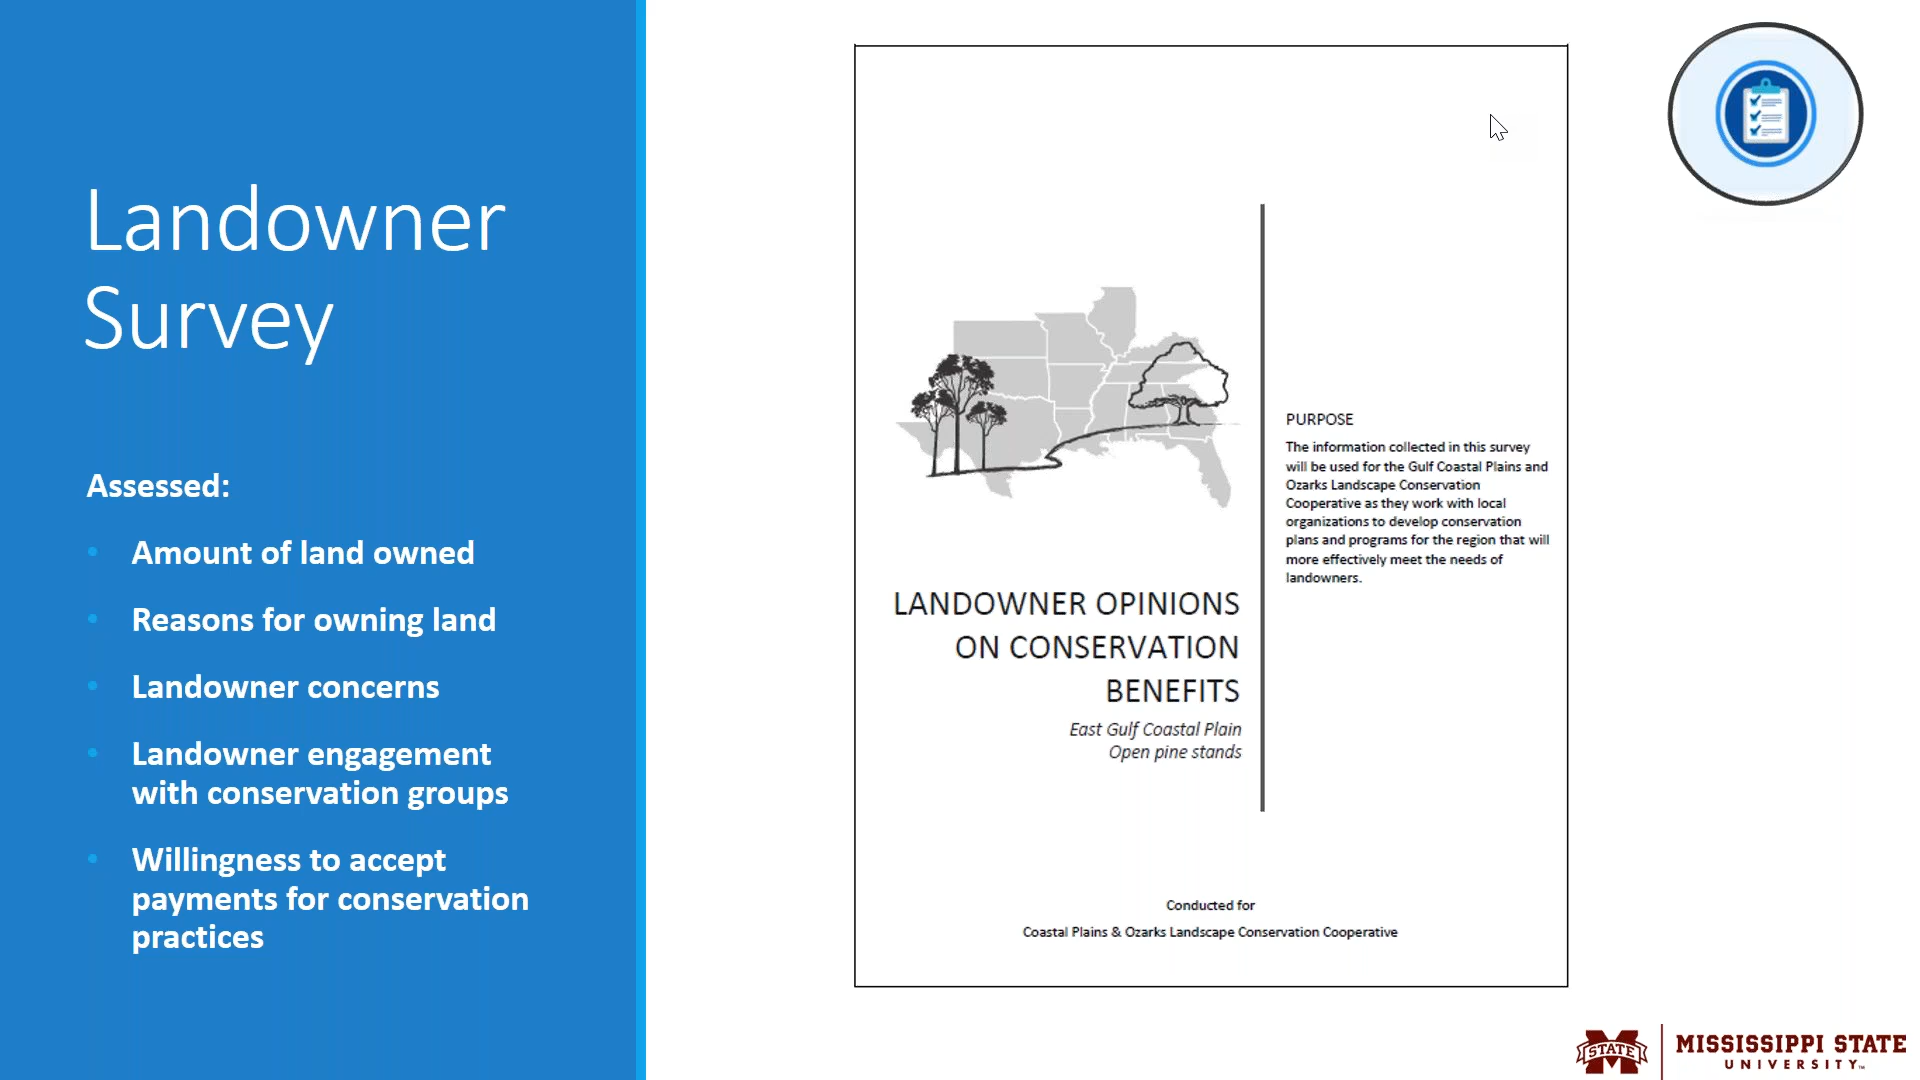 Landowner
Survey
Assessed:
• Amount of land owned
• Reasons for owning land
• Landowner concerns
• Landowner engagement
with conservation groups
• Willingness to accept
payments for conservation
practices
LANDOWNER OPINIONS
ON CONSERVATION
BENEFITS
East Gulf Coastal Plain
Open pine stands
PURPOSE
The information collected in this survey
will be used for the Gulf Coastal Plains and
Ozarks Landscape Conservation
Cooperative as they work with local
organizations to develop conservation
plans and programs for the region that will
more effectively meet the needs of
landowners.
Conducted for
Coastal Plains & Ozarks Landscape Conservation Cooperative
STATE
MISSISSIPPI STATE
UNIVERSITY™